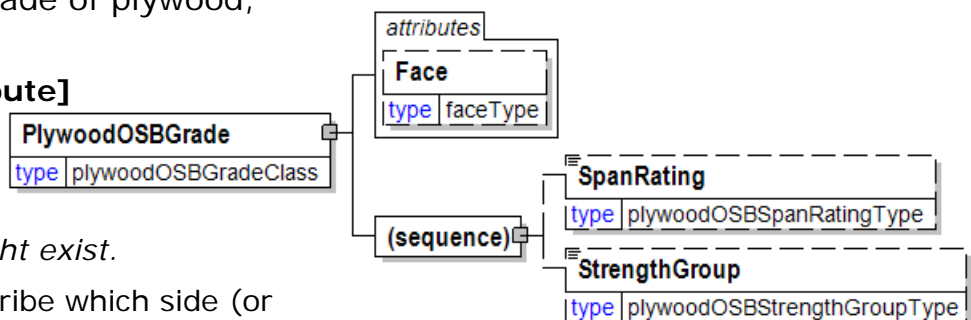 ade of plywood,
attributes
Face
type faceType
bute]
PlywoodOSBGrade
type plywoodOSBGradeClass
SpanRating
type plywoodOSBSpanRatingType
(sequence)
ht exist.
StrengthGroup
type plywoodOSBStrengthGroupType
ribe which side (or